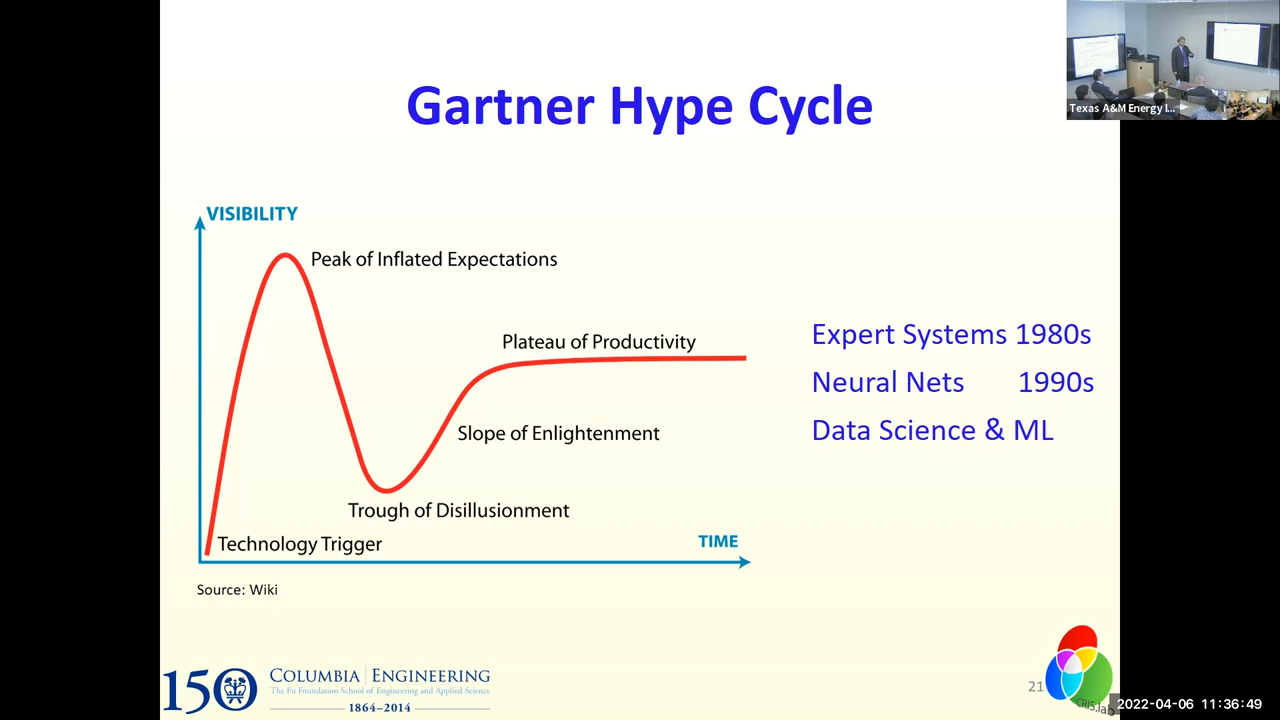 Gartner Hype Cycle
Texas A&M Energy I...
VISIBILITY
Peak of Inflated Expectations
Plateau of Productivity
Slope of Enlightenment
Trough of Disillusionment
Technology Trigger
TIME
Source: Wiki
Expert Systems 1980s
Neural Nets 1990s
Data Science & ML
150
COLUMBIA | ENGINEERING
The Fu Foundation School of Engineering and Applied Science
1864–2014
21
CRIS.lab
2022-04-06 11:36:49